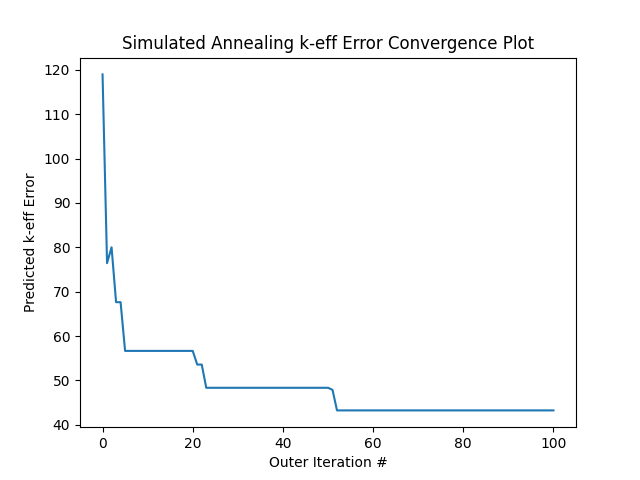 Simulated Annealing k-eff Error Convergence Plot
120
110
100
90
80
70
60
50
40
Predicted k-eff Error
0 20 40 60 80 100
Outer Iteration #